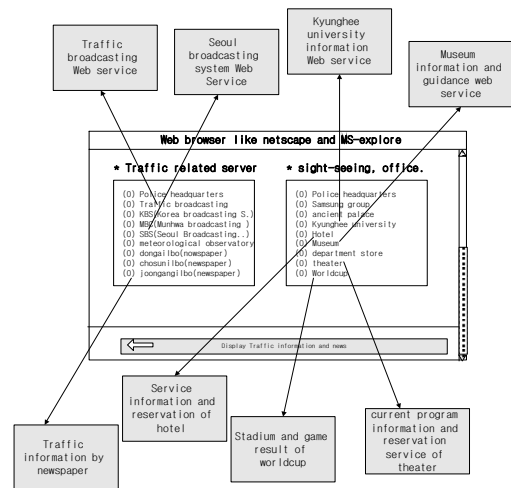 Traffic
broadcasting
Web service
Seoul
broadcasting
system Web
Service
Kyunghee
university
information
Web service
Museum
information and
guidance web
service
Web browser like netscape and MS-explore
* Traffic related server
(O) Police headquarters
(O) Traffic broadcasting
(O) KBS(Korea broadcasting S.)
(O) MBS(Munhwa broadcasting )
(O) SBS(Seoul Broadcasting..)
(O) meteorological observatory
(O) dongailbo(newspaper)
(O) chosunilbo(newspaper)
(O) joongangilbo(newspaper)
* sight-seeing, office.
(O) Police headquarters
(O) Samsung group
(O) ancient palace
(O) Kyunghee university
(O) Hotel
(O) Museum
(O) department store
(O) theater
(O) Worldcup
Display Traffic information and news
Traffic
information by
newspaper
Service
information and
reservation of
hotel
Stadium and game
result of
worldcup
current program
information and
reservation
service of
theater